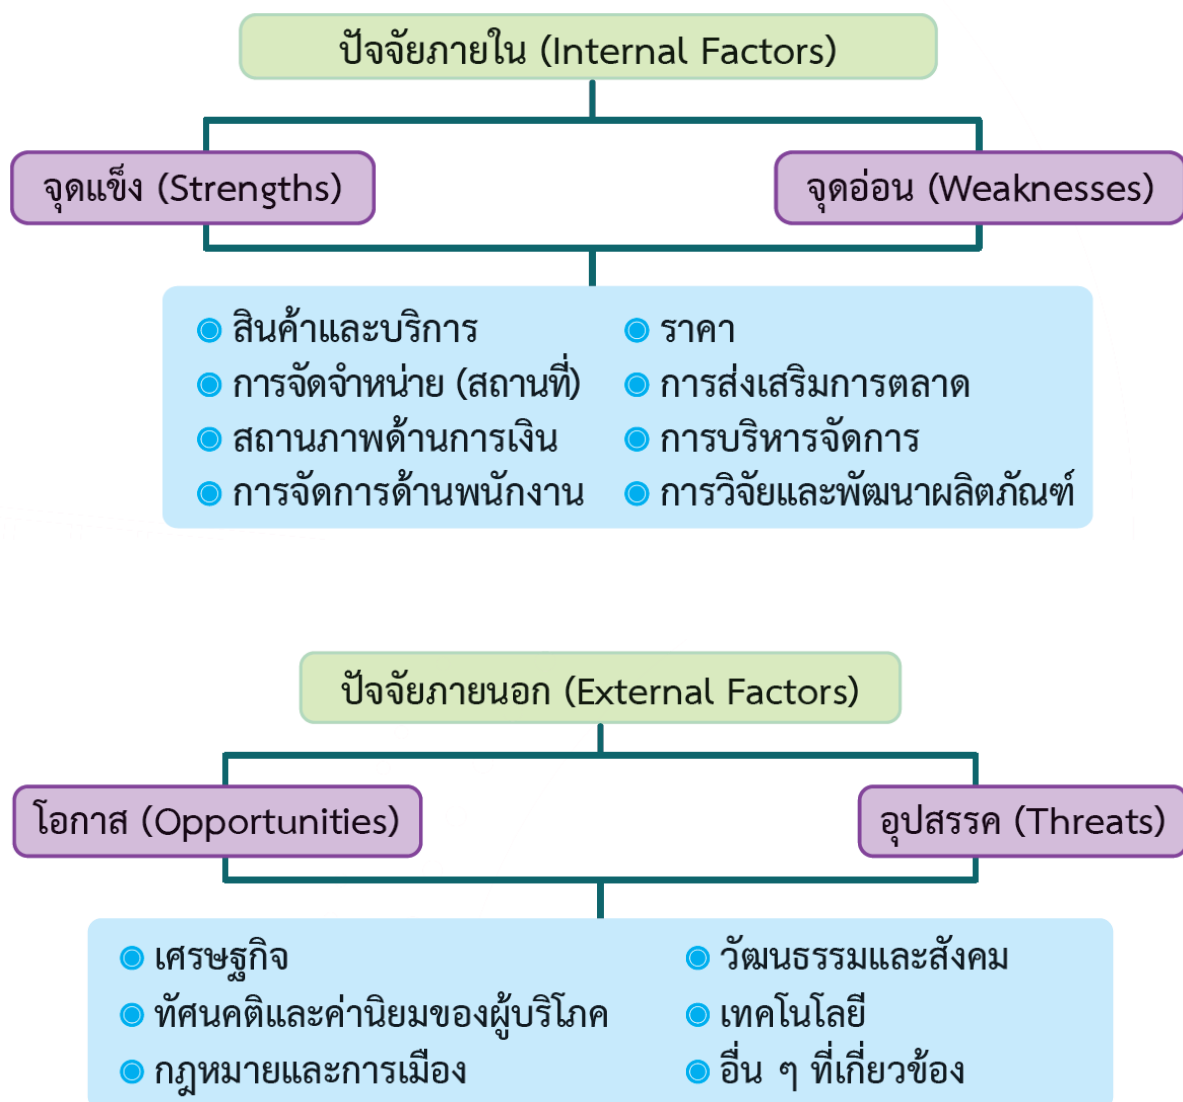 ปัจจัยภายใน (Internal Factors)
จุดแข็ง (Strengths)
จุดอ่อน (Weaknesses)
สินค้าและบริการ
ราคา
การจัดจำหน่าย (สถานที่)
การส่งเสริมการตลาด
สถานภาพด้านการเงิน
การบริหารจัดการ
การจัดการด้านพนักงาน
การวิจัยและพัฒนาผลิตภัณฑ์
ปัจจัยภายนอก (External Factors)
โอกาส (Opportunities)
อุปสรรค (Threats)
เศรษฐกิจ
วัฒนธรรมและสังคม
ทัศนคติและค่านิยมของผู้บริโภค
เทคโนโลยี
กฎหมายและการเมือง
อื่น ๆ ที่เกี่ยวข้อง